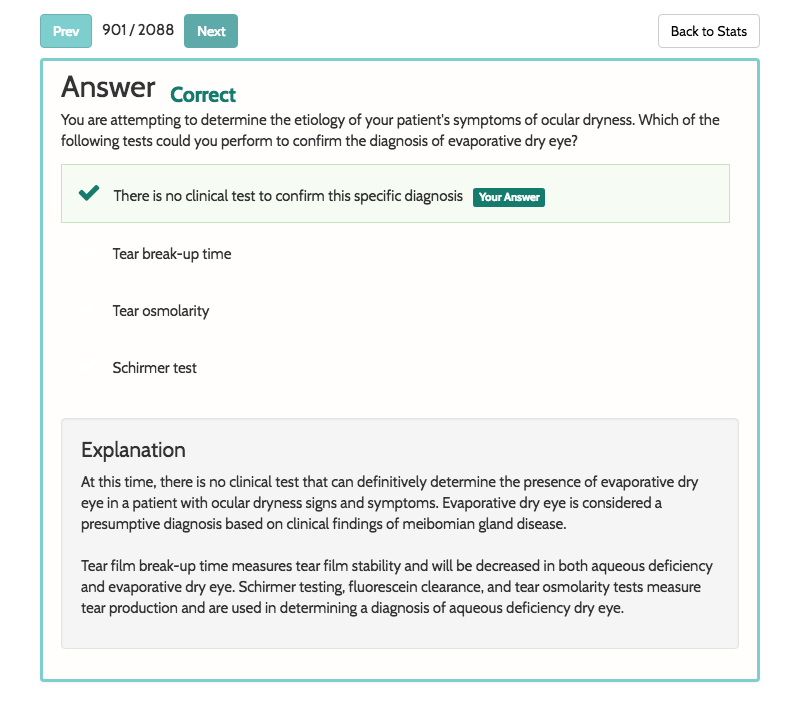 Prev 901 / 2088 Next Back to Stats
Answer Correct
You are attempting to determine the etiology of your patient's symptoms of ocular dryness. Which of the
following tests could you perform to confirm the diagnosis of evaporative dry eye?
There is no clinical test to confirm this specific diagnosis Your Answer
Tear break-up time
Tear osmolarity
Schirmer test
Explanation
At this time, there is no clinical test that can definitively determine the presence of evaporative dry
eye in a patient with ocular dryness signs and symptoms. Evaporative dry eye is considered a
presumptive diagnosis based on clinical findings of meibomian gland disease.
Tear film break-up time measures tear film stability and will be decreased in both aqueous deficiency
and evaporative dry eye. Schirmer testing, fluorescein clearance, and tear osmolarity tests measure
tear production and are used in determining a diagnosis of aqueous deficiency dry eye.